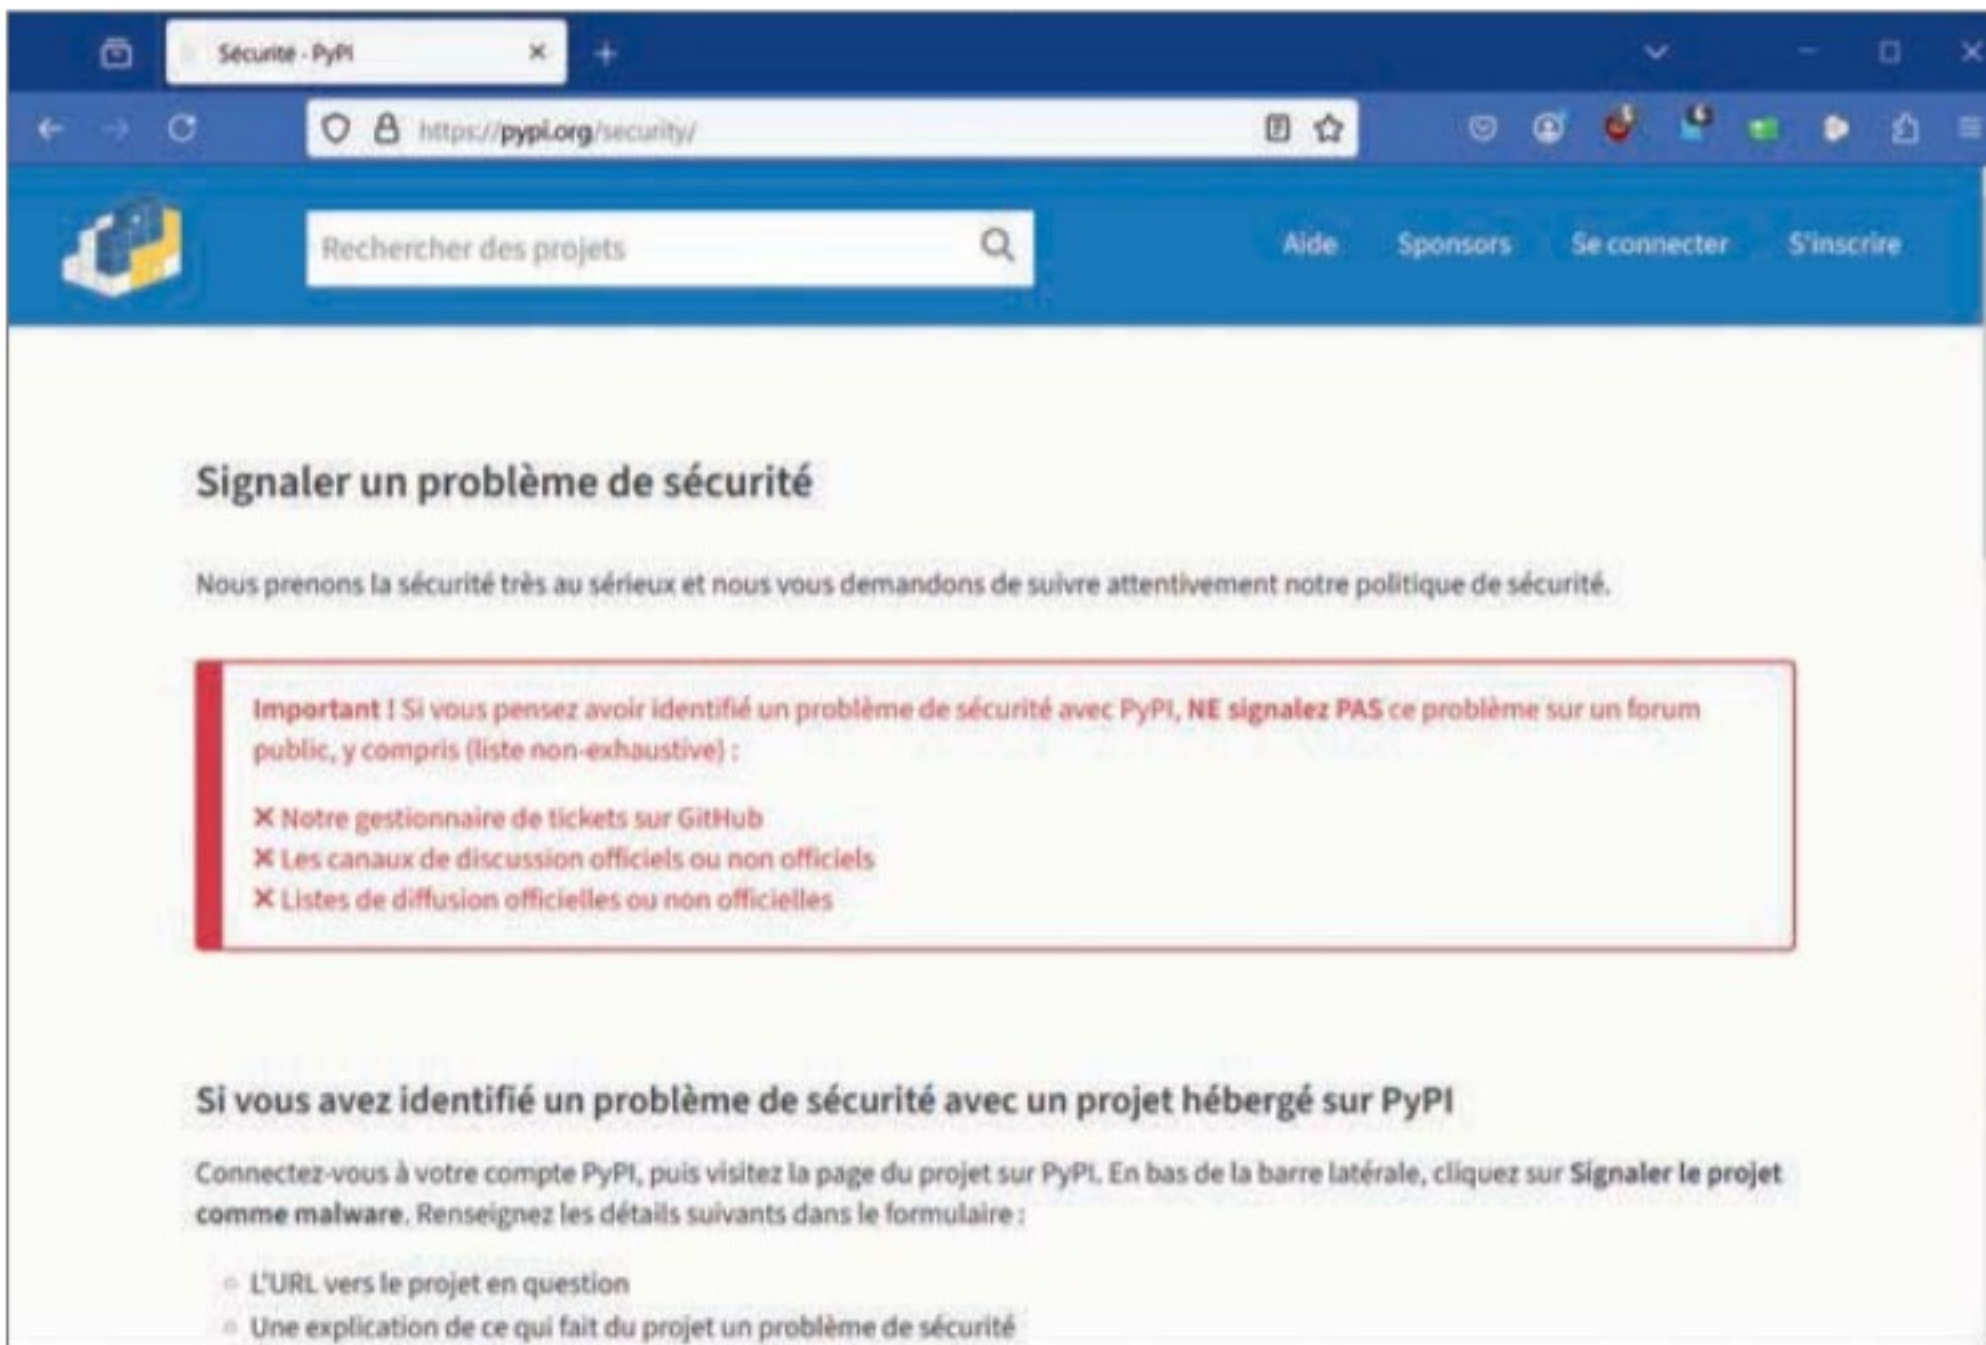 Sécurité - PyPI
https://pypi.org/security/
Rechercher des projets
Aide Sponsors Se connecter S'inscrire
Signaler un problème de sécurité
Nous prenons la sécurité très au sérieux et nous vous demandons de suivre attentivement notre politique de sécurité.
Important ! Si vous pensez avoir identifié un problème de sécurité avec PyPI, NE signalez PAS ce problème sur un forum
public, y compris (liste non-exhaustive) :
✕ Notre gestionnaire de tickets sur GitHub
✕ Les canaux de discussion officiels ou non officiels
✕ Listes de diffusion officielles ou non officielles
Si vous avez identifié un problème de sécurité avec un projet hébergé sur PyPI
Connectez-vous à votre compte PyPI, puis visitez la page du projet sur PyPI. En bas de la barre latérale, cliquez sur Signaler le projet
comme malware. Renseignez les détails suivants dans le formulaire :
L'URL vers le projet en question
Une explication de ce qui fait du projet un problème de sécurité